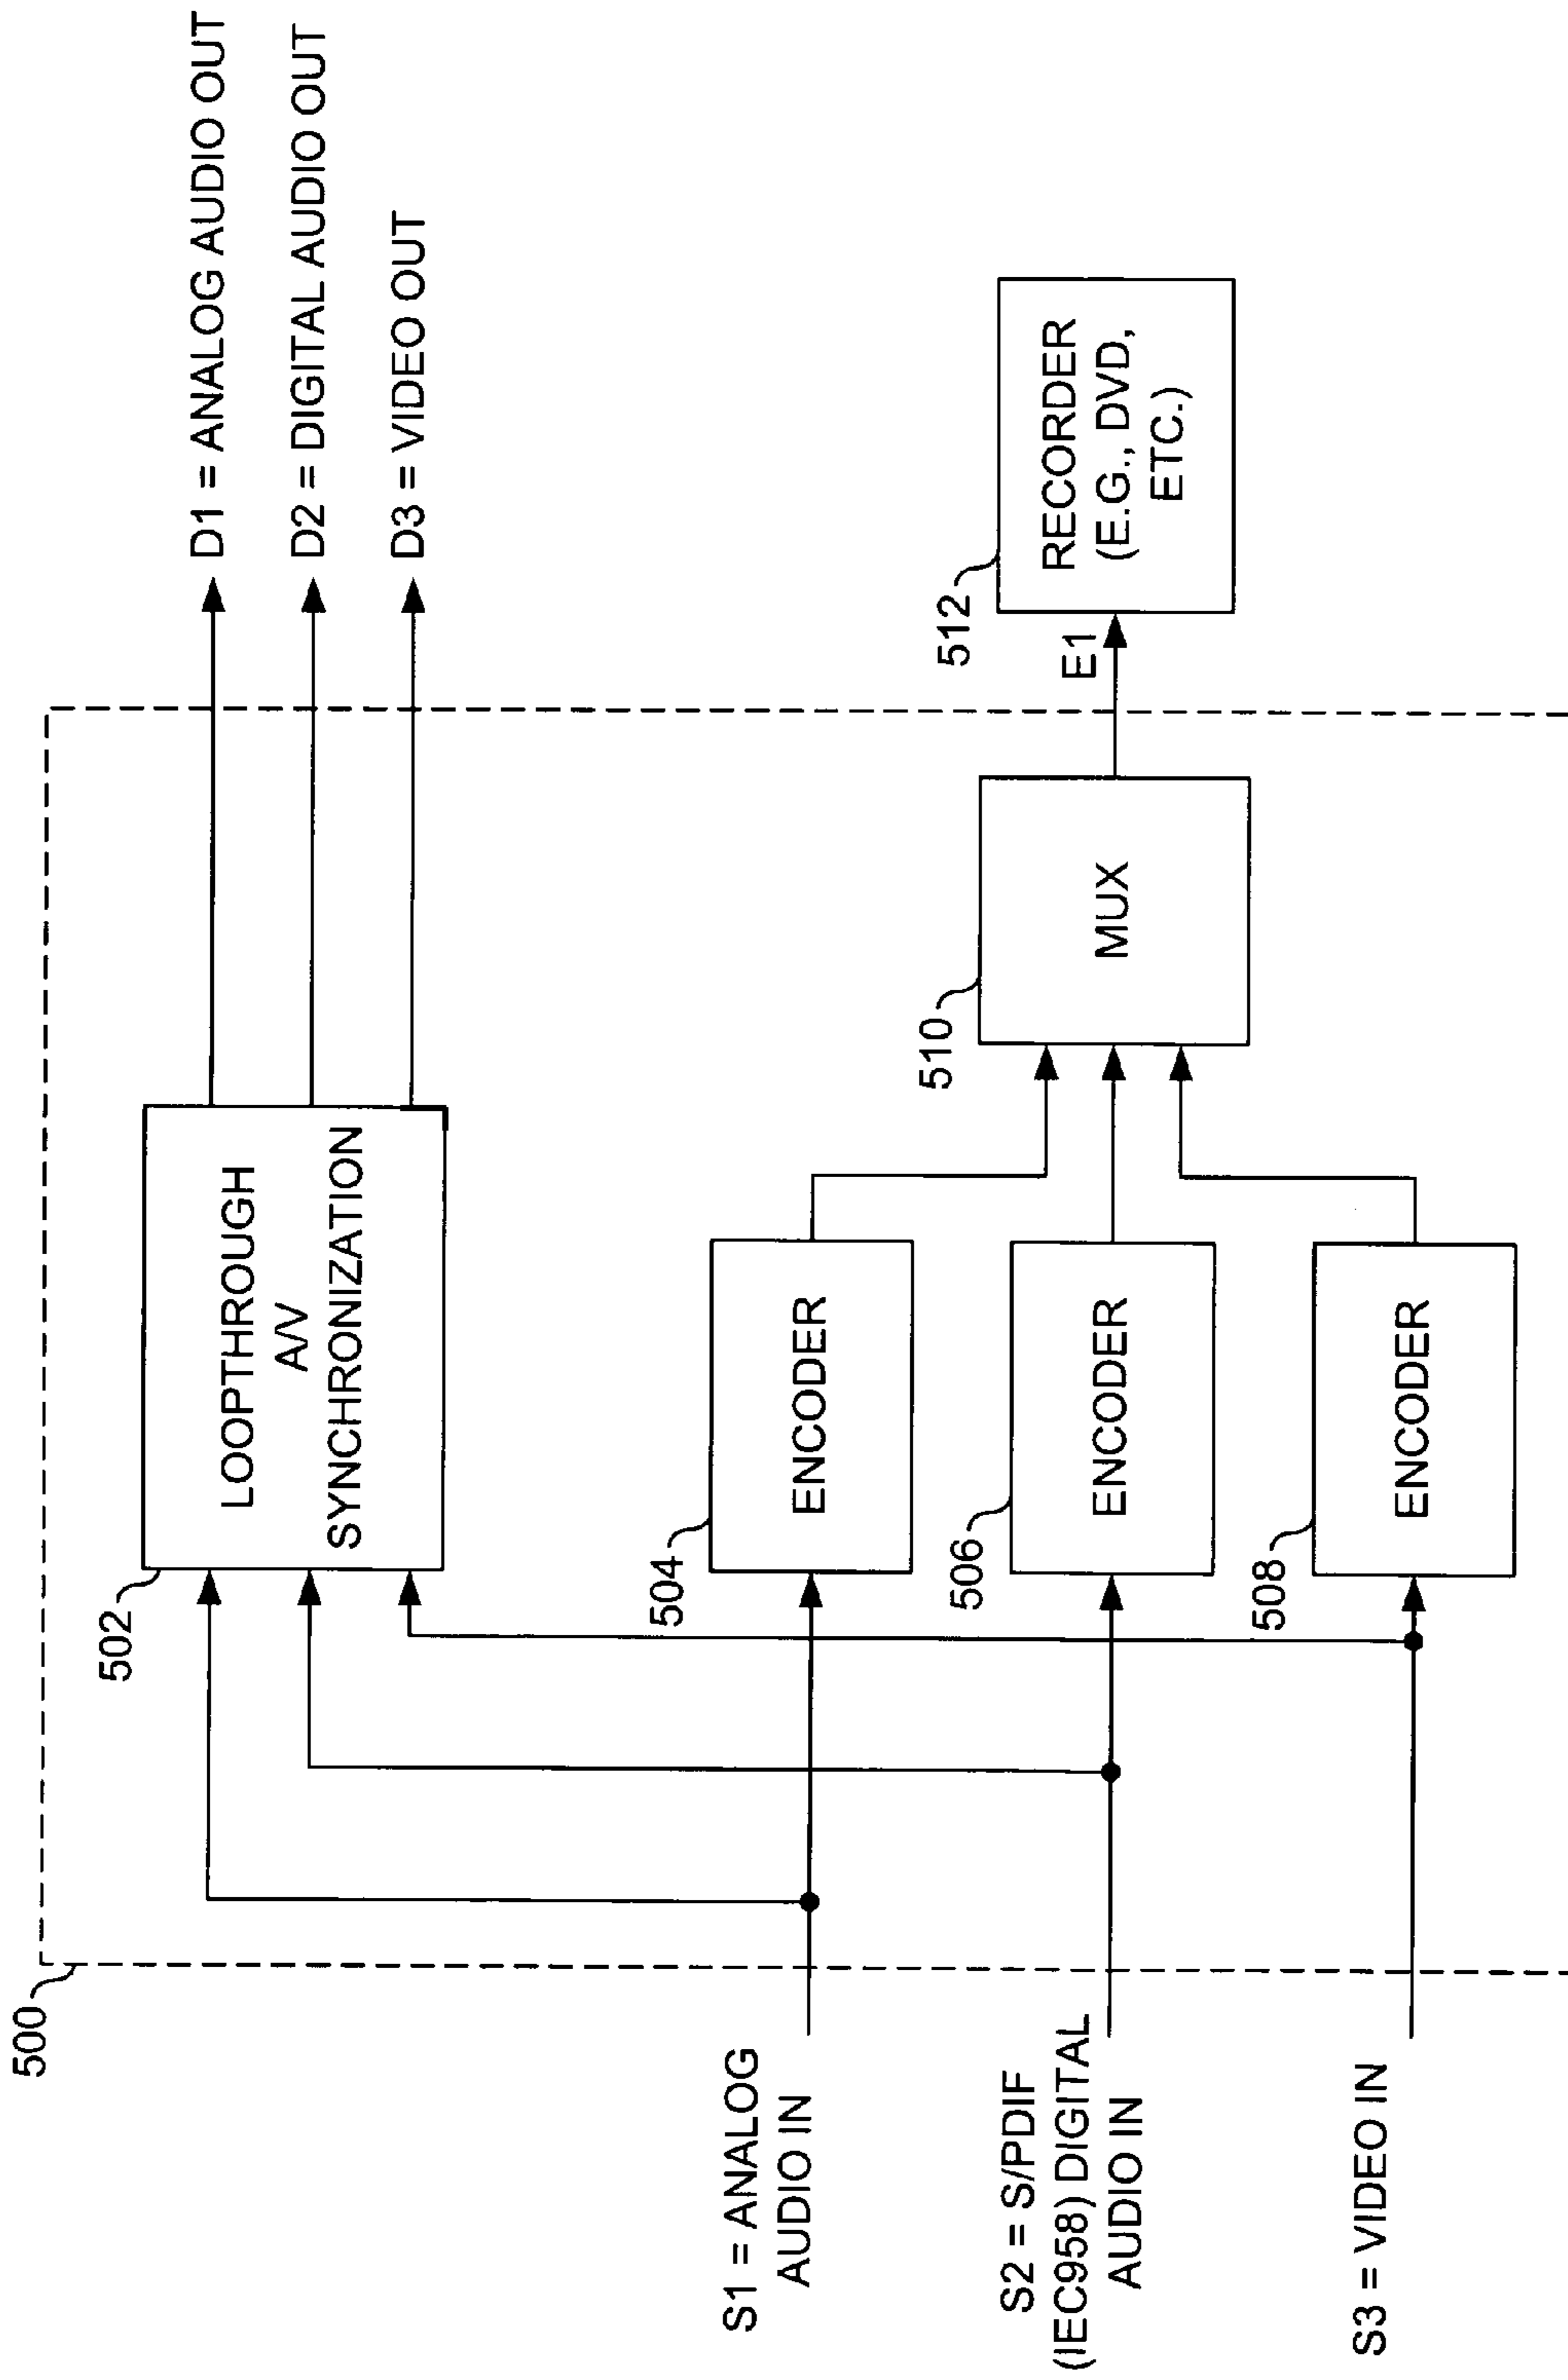 500
502
LOOPTHROUGH
A/V
SYNCHRONIZATION
D1 = ANALOG AUDIO OUT
D2 = DIGITAL AUDIO OUT
D3 = VIDEO OUT
S1 = ANALOG
AUDIO IN
504
ENCODER
S2 = S/PDIF
(IEC958) DIGITAL
AUDIO IN
506
ENCODER
S3 = VIDEO IN
508
ENCODER
510
MUX
E1
512
RECORDER
(E.G., DVD,
ETC.)